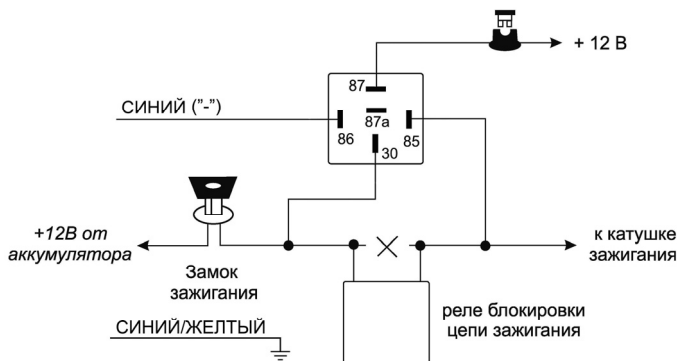 + 12 В
87
СИНИЙ ("-")
87а
86
85
30
+12В от
аккумулятора
Замок
зажигания
к катушке
зажигания
реле блокировки
цепи зажигания
СИНИЙ/ЖЕЛТЫЙ